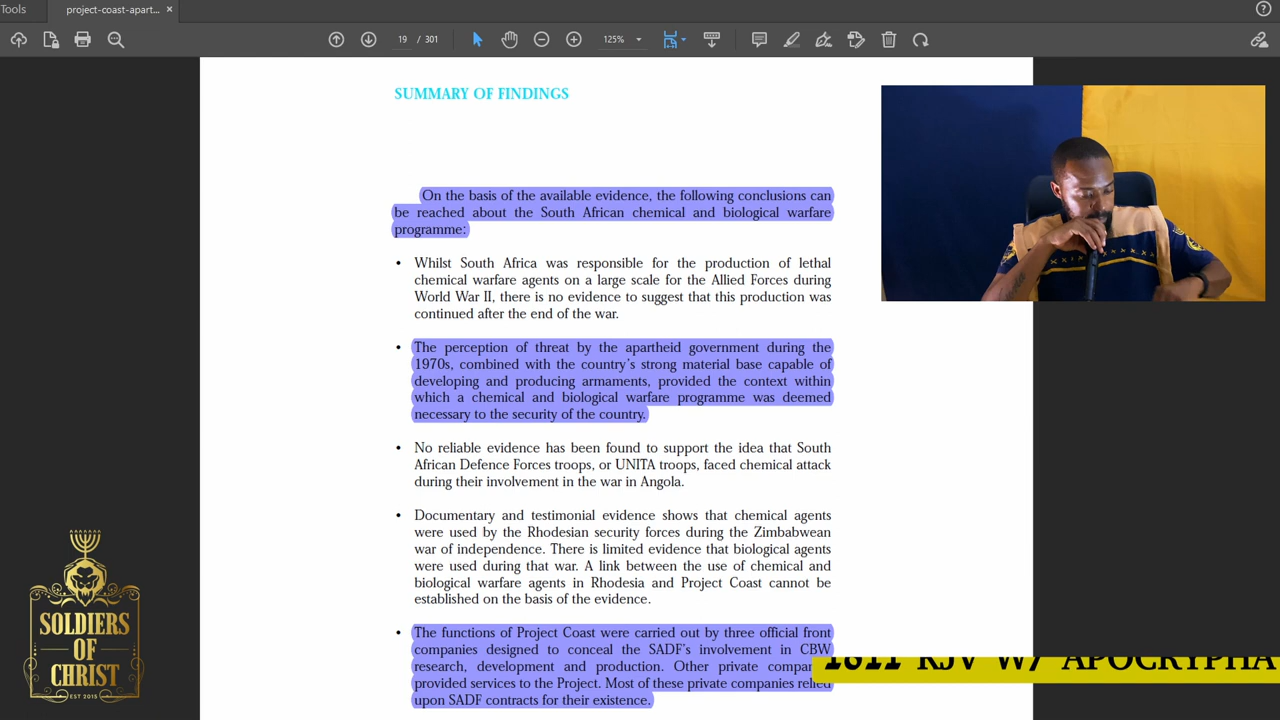 Tools
project-coast-apart... ×
19 / 301
125%
SUMMARY OF FINDINGS
On the basis of the available evidence, the following conclusions can
be reached about the South African chemical and biological warfare
programme:
• Whilst South Africa was responsible for the production of lethal
chemical warfare agents on a large scale for the Allied Forces during
World War II, there is no evidence to suggest that this production was
continued after the end of the war.
• The perception of threat by the apartheid government during the
1970s, combined with the country's strong material base capable of
developing and producing armaments, provided the context within
which a chemical and biological warfare programme was deemed
necessary to the security of the country.
• No reliable evidence has been found to support the idea that South
African Defence Forces troops, or UNITA troops, faced chemical attack
during their involvement in the war in Angola.
• Documentary and testimonial evidence shows that chemical agents
were used by the Rhodesian security forces during the Zimbabwean
war of independence. There is limited evidence that biological agents
were used during that war. A link between the use of chemical and
biological warfare agents in Rhodesia and Project Coast cannot be
established on the basis of the evidence.
• The functions of Project Coast were carried out by three official front
companies designed to conceal the SADF's involvement in CBW
research, development and production. Other private compan
provided services to the Project. Most of these private companies relied
upon SADF contracts for their existence.
SOLDIERS
OF
CHRIST
EST 2015
KJV W/ APOCRYPHA